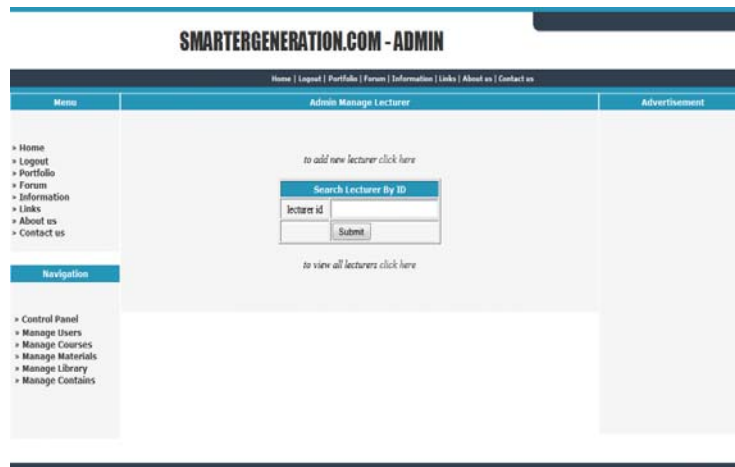 SMARTERGENERATION.COM - ADMIN
Home | Logout | Portfolio | Forum | Information | Links | About us | Contact us
Menu
» Home
» Logout
» Portfolio
» Forum
» Information
» Links
» About us
» Contact us
Navigation
» Control Panel
» Manage Users
» Manage Courses
» Manage Materials
» Manage Library
» Manage Contains
Admin Manage Lecturer
to add new lecturer click here
Search Lecturer By ID
lecturer id
Submit
to view all lecturers click here
Advertisement